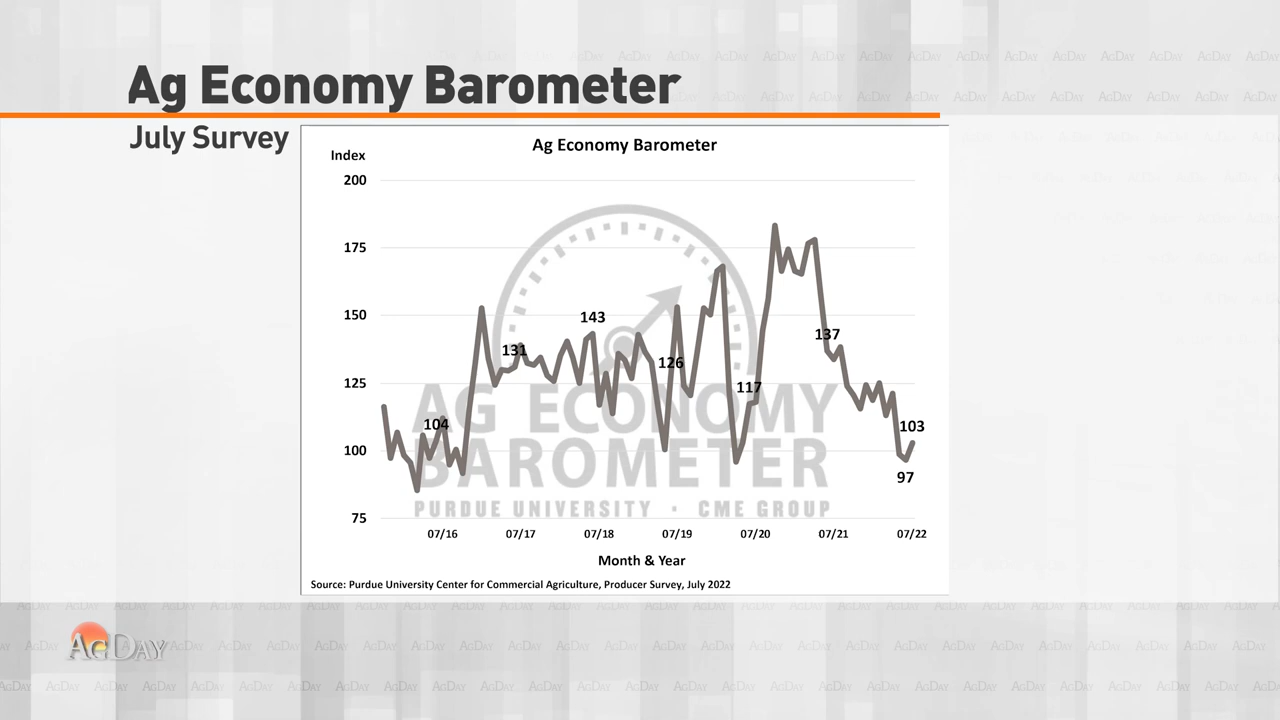 Ag Economy Barometer
July Survey
Ag Economy Barometer
Index
200
175
150
125
100
75
104
131
143
126
117
137
103
97
AG ECONOMY
BAROMETER
PURDUE UNIVERSITY · CME GROUP
07/16 07/17 07/18 07/19 07/20 07/21 07/22
Month & Year
Source: Purdue University Center for Commercial Agriculture, Producer Survey, July 2022
AGDAY